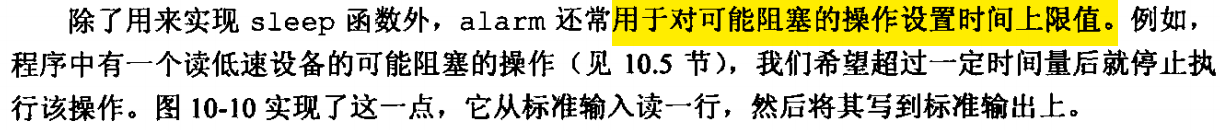 除了用来实现 sleep 函数外，alarm 还常用于对可能阻塞的操作设置时间上限值。例如，
程序中有一个读低速设备的可能阻塞的操作（见 10.5 节），我们希望超过一定时间量后就停止执
行该操作。图 10-10 实现了这一点，它从标准输入读一行，然后将其写到标准输出上。